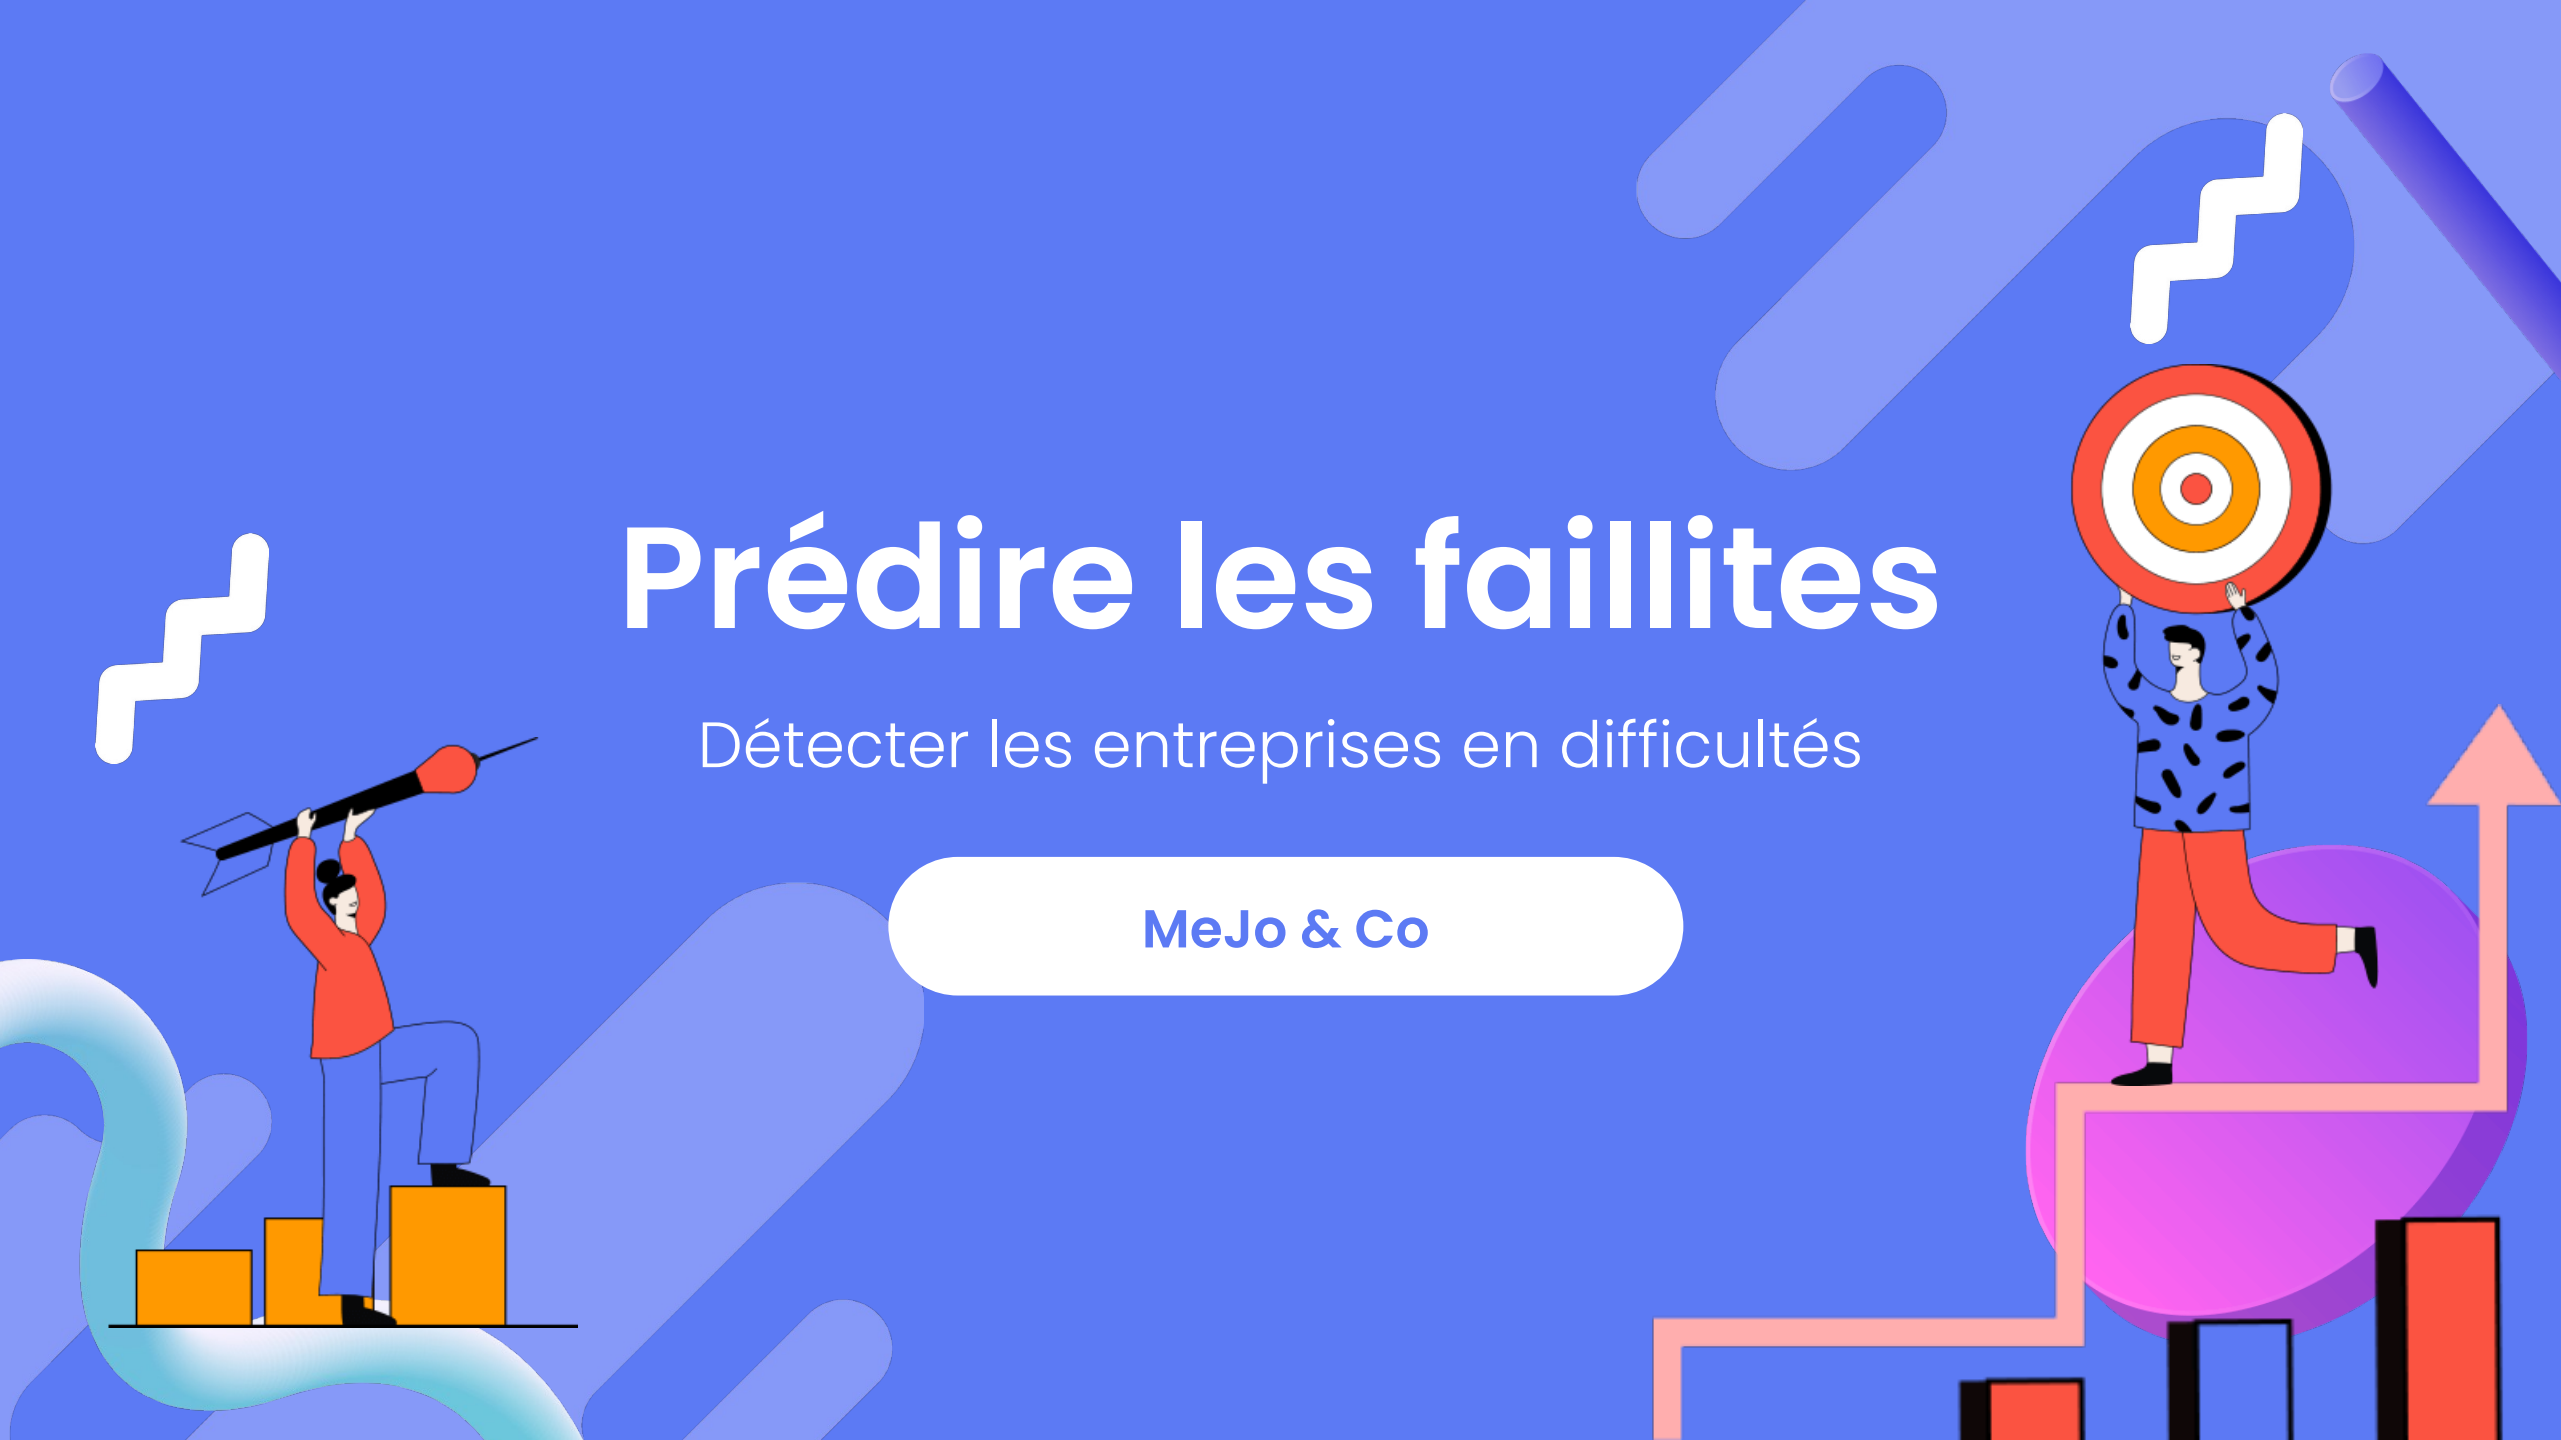 Prédire les faillites
Détecter les entreprises en difficultés
MeJo & Co